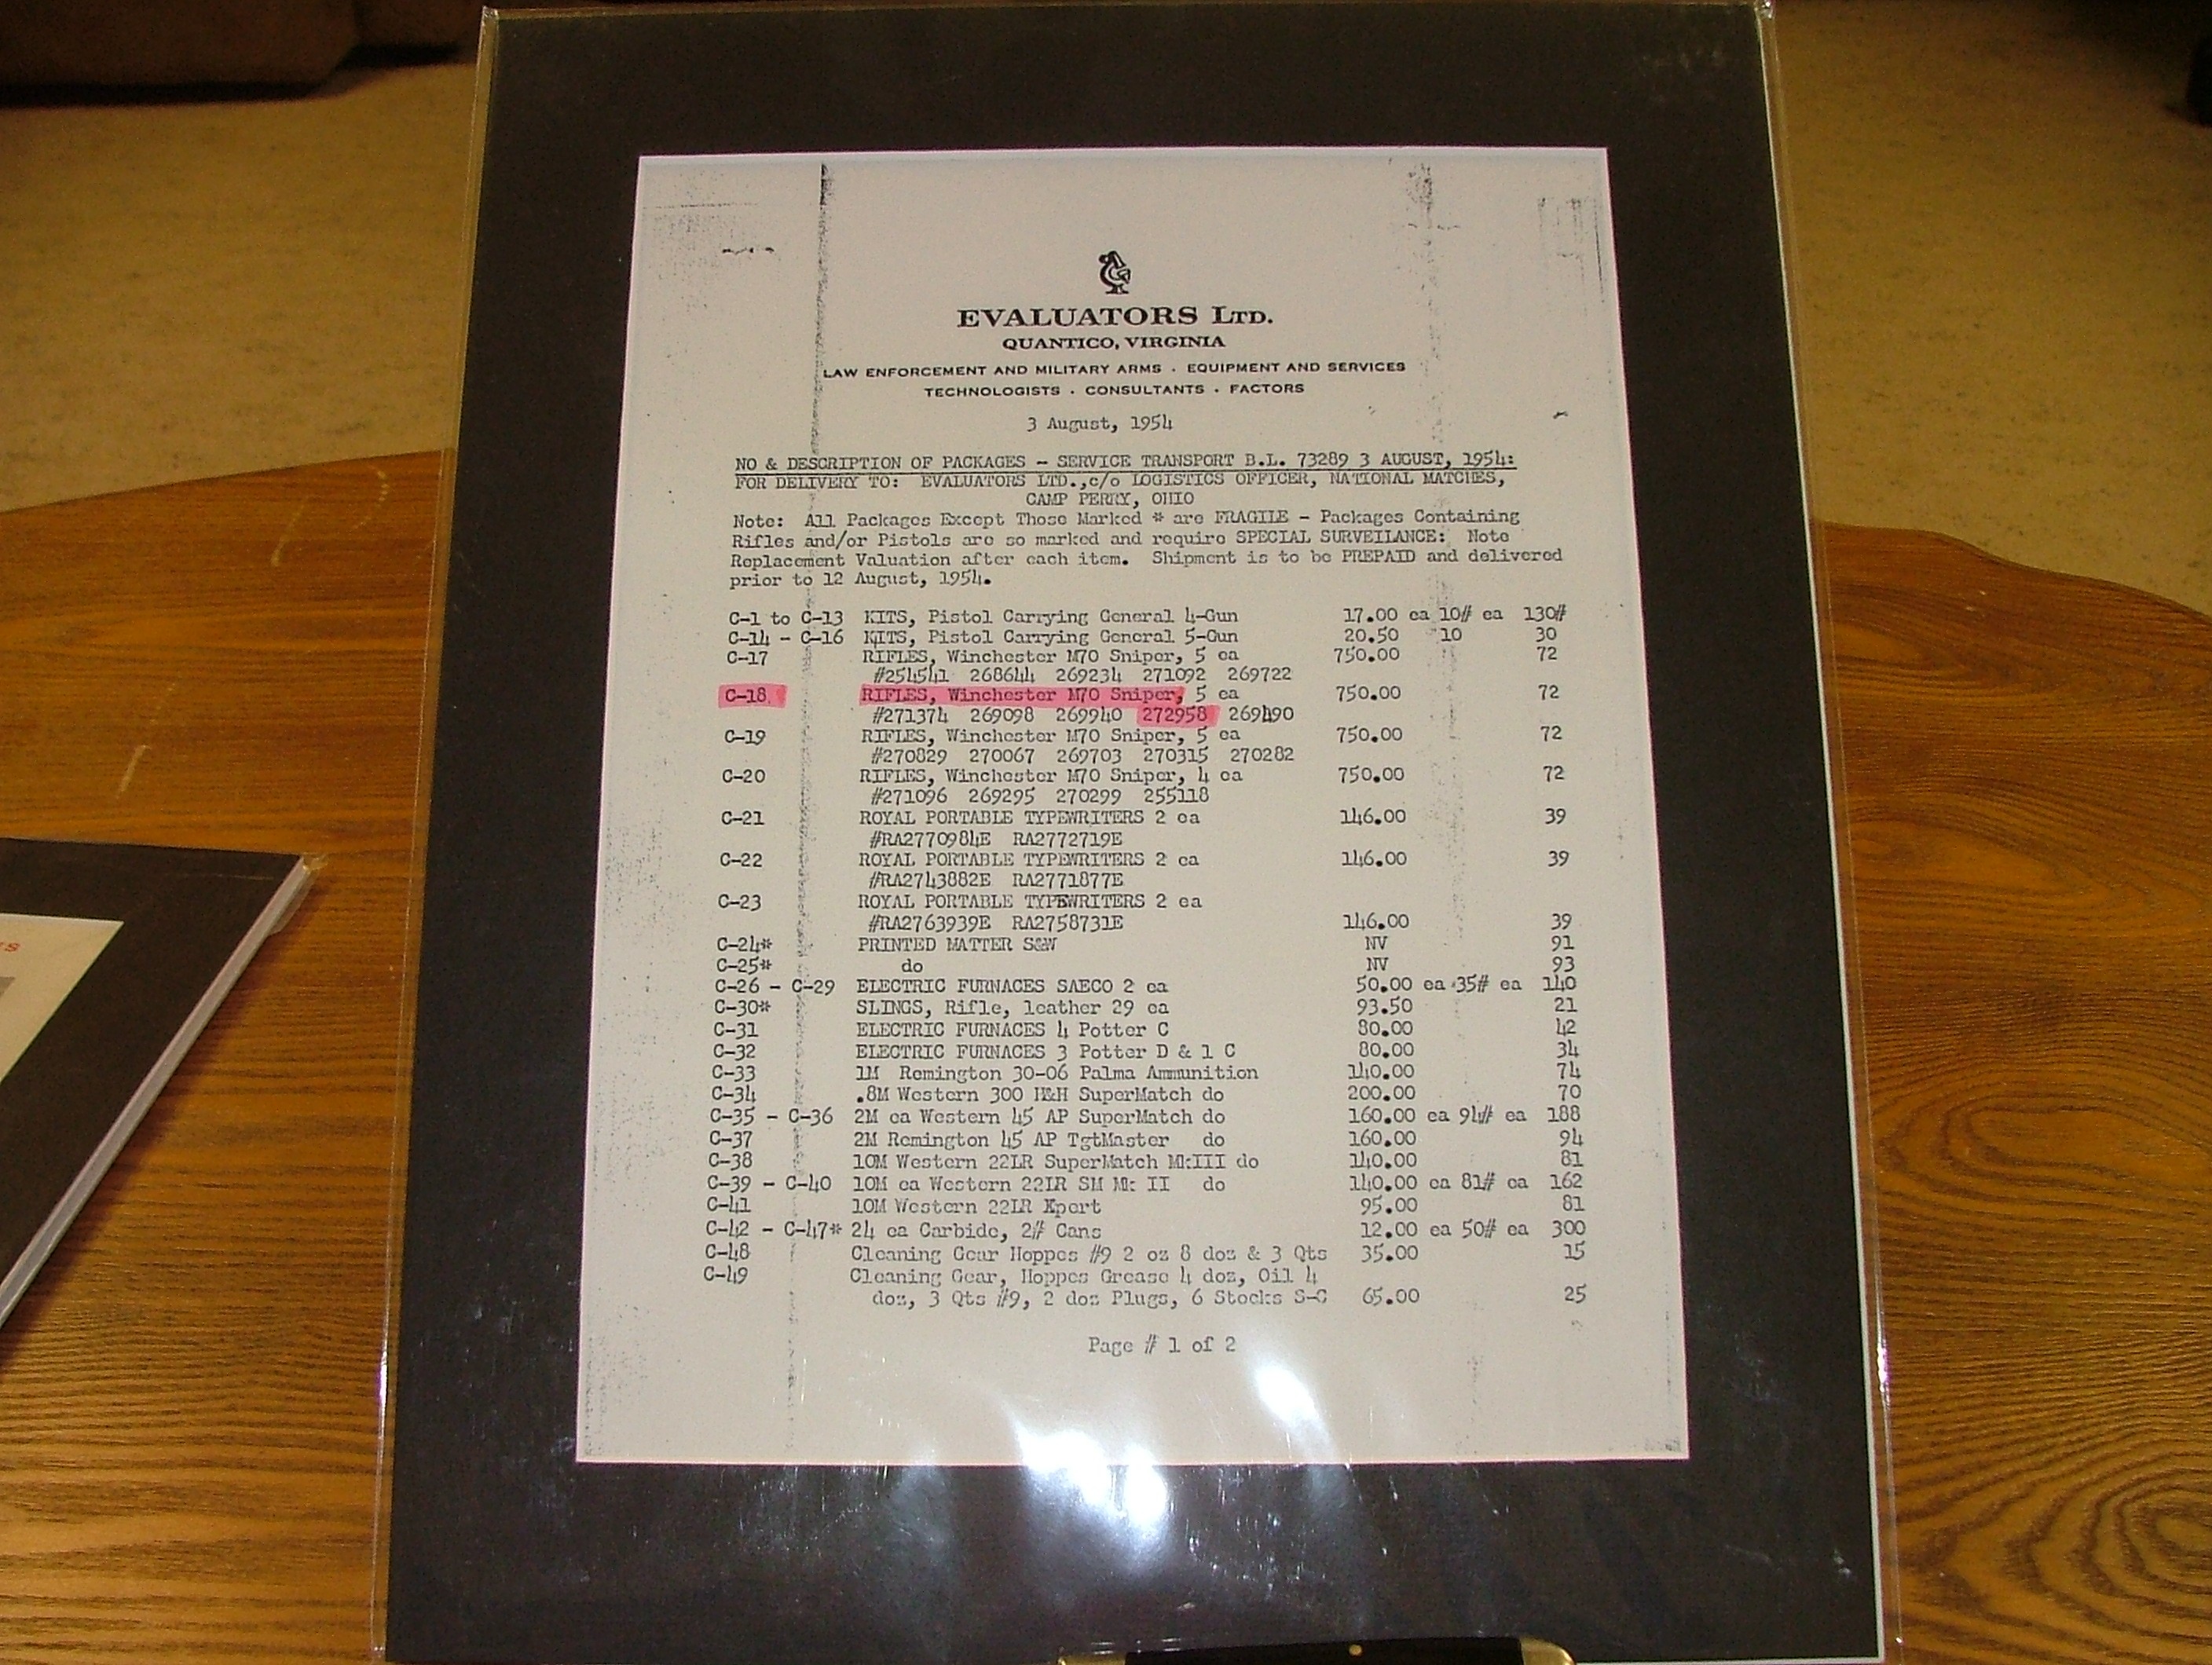 EVALUATORS LTD.
QUANTICO, VIRGINIA
LAW ENFORCEMENT AND MILITARY ARMS . EQUIPMENT AND SERVICES
TECHNOLOGISTS . CONSULTANTS . FACTORS
3 August, 1954
NO & DESCRIPTION OF PACKAGES - SERVICE TRANSPORT B.L. 73289 3 AUGUST, 1954:
FOR DELIVERY TO: EVALUATORS LTD.,c/o LOGISTICS OFFICER, NATIONAL MATCHES,
CAMP PERRY, OHIO
Note: All Packages Except Those Marked * are FRAGILE - Packages Containing
Rifles and/or Pistols are so marked and require SPECIAL SURVEILANCE: Note
Replacement Valuation after each item. Shipment is to be PREPAID and delivered
prior to 12 August, 1954.
C-1 to C-13 KITS, Pistol Carrying General 4-Gun 17.00 ea 10# ea 130#
C-14 - C-16 KITS, Pistol Carrying General 5-Gun 20.50 10 30
C-17 RIFLES, Winchester M70 Sniper, 5 ea 750.00 72
#254541 268644 269234 271092 269722
C-18 RIFLES, Winchester M70 Sniper, 5 ea 750.00 72
#271374 269098 269940 272958 269490
C-19 RIFLES, Winchester M70 Sniper, 5 ea 750.00 72
#270829 270067 269703 270315 270282
C-20 RIFLES, Winchester M70 Sniper, 4 ea 750.00 72
#271096 269295 270299 255118
C-21 ROYAL PORTABLE TYPEWRITERS 2 ea 146.00 39
#RA2770984E RA2772719E
C-22 ROYAL PORTABLE TYPEWRITERS 2 ea 146.00 39
#RA2743882E RA2771877E
C-23 ROYAL PORTABLE TYPEWRITERS 2 ea
#RA2763939E RA2758731E 146.00 39
C-24* PRINTED MATTER S&W NV 91
C-25* do NV 93
C-26 - C-29 ELECTRIC FURNACES SAECO 2 ea 50.00 ea 35# ea 140
C-30* SLINGS, Rifle, leather 29 ea 93.50 21
C-31 ELECTRIC FURNACES 4 Potter C 80.00 42
C-32 ELECTRIC FURNACES 3 Potter D & 1 C 80.00 34
C-33 1M Remington 30-06 Palma Ammunition 140.00 74
C-34 .8M Western 300 H&H SuperMatch do 200.00 70
C-35 - C-36 2M ea Western 45 AP SuperMatch do 160.00 ea 94# ea 188
C-37 2M Remington 45 AP TgtMaster do 160.00 94
C-38 10M Western 22LR SuperMatch MkIII do 140.00 81
C-39 - C-40 10M ea Western 22LR SM Mk II do 140.00 ea 81# ea 162
C-41 10M Western 22LR Xpert 95.00 81
C-42 - C-47* 24 ea Carbide, 2# Cans 12.00 ea 50# ea 300
C-48 Cleaning Gear Hoppes #9 2 oz 8 doz & 3 Qts 35.00 15
C-49 Cleaning Gear, Hoppes Grease 4 doz, Oil 4
doz, 3 Qts #9, 2 doz Plugs, 6 Stocks S-C 65.00 25
Page # 1 of 2